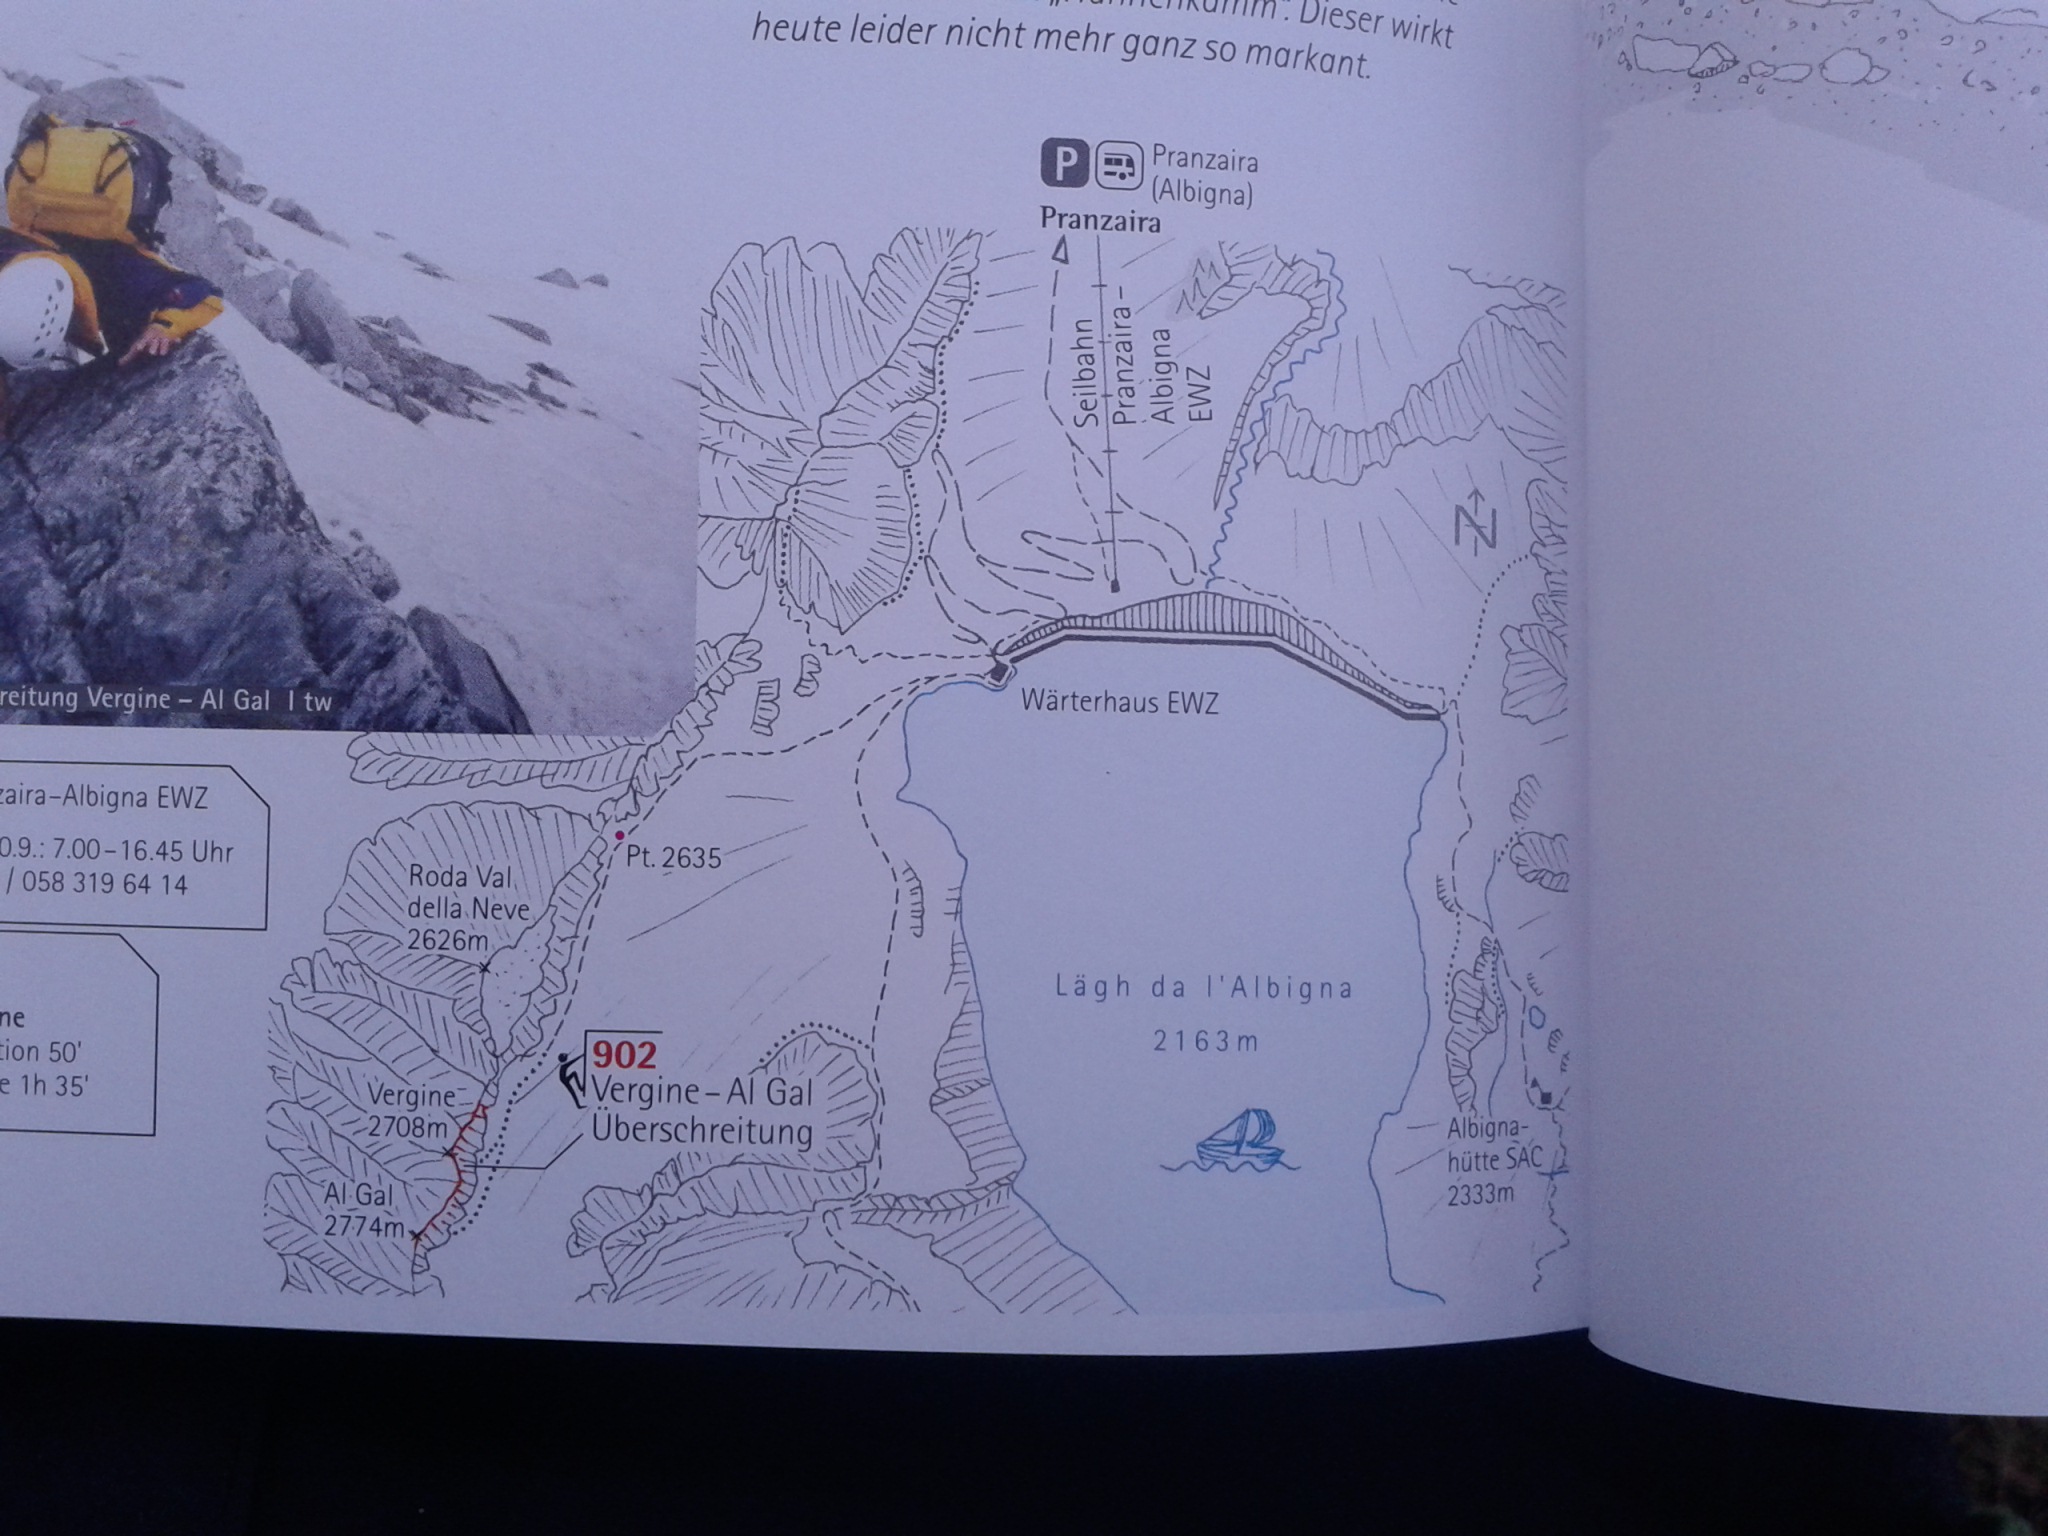 Dieser wirkt
heute leider nicht mehr ganz so markant.
P
Pranzaira
(Albigna)
Pranzaira
Seilbahn
Pranzaira–
Albigna
EWZ
N
reitung Vergine – Al Gal I tw
Wärterhaus EWZ
zaira–Albigna EWZ
0.9.: 7.00–16.45 Uhr
/ 058 319 64 14
Pt. 2635
Roda Val
della Neve
2626m
Lägh da l'Albigna
2163m
ne
tion 50'
e 1h 35'
902
Vergine – Al Gal
Überschreitung
Vergine
2708m
Al Gal
2774m
Albigna-
hütte SAC
2333m